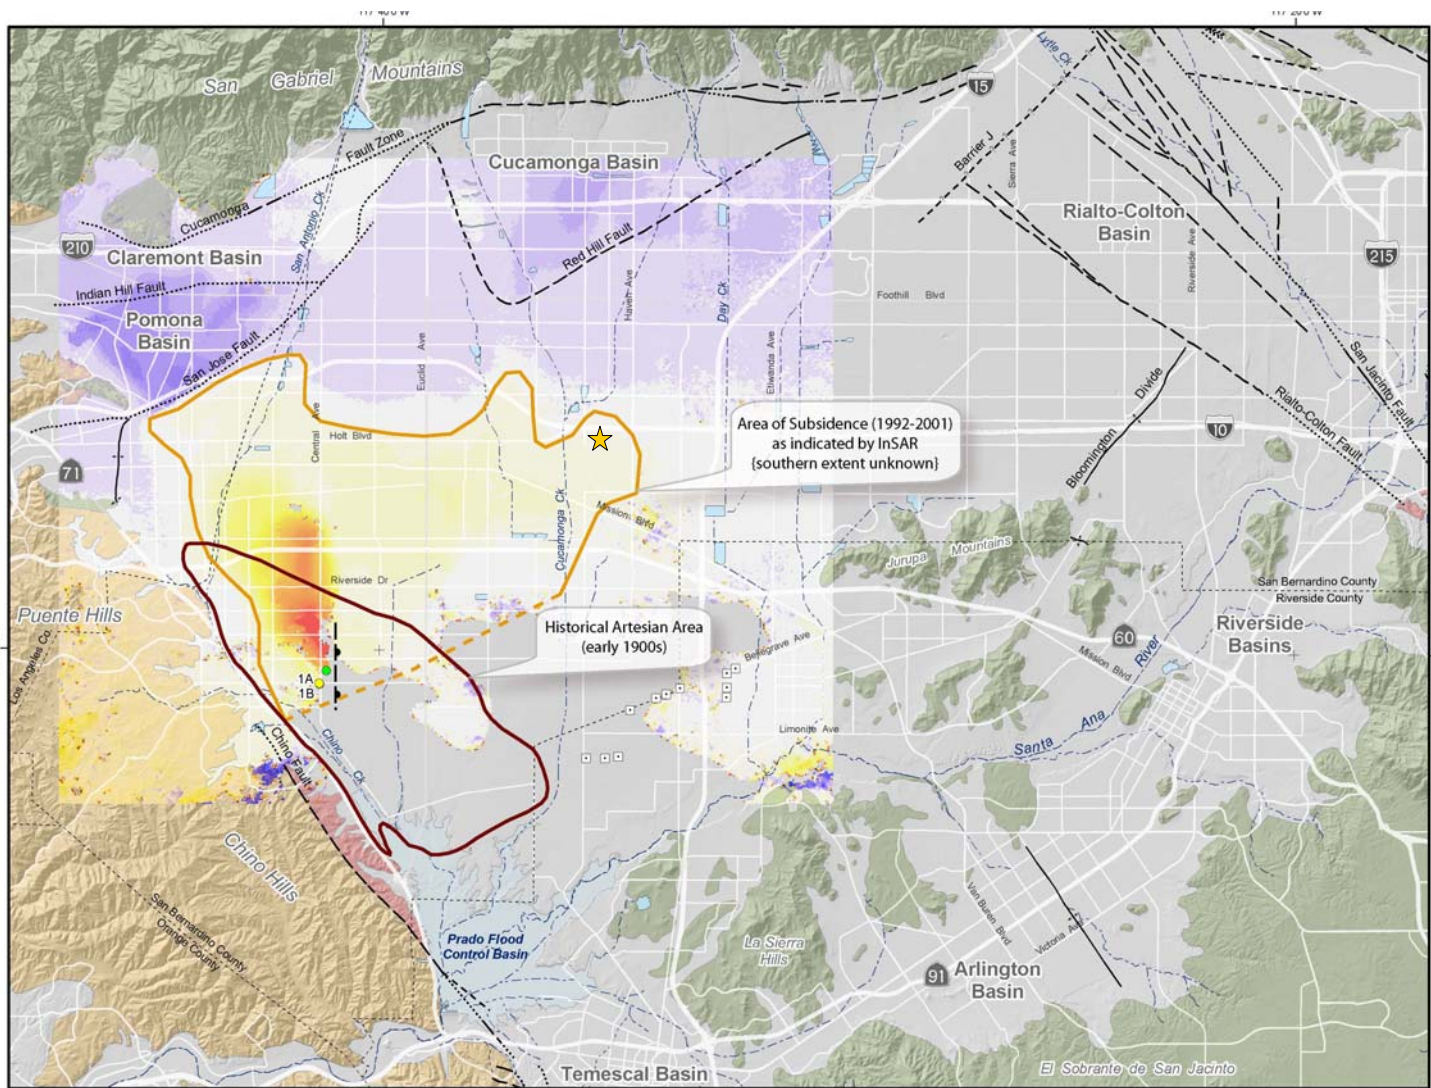 117°40'0"W
117°20'0"W
San Gabriel Mountains
Lytle Ck
15
Fault Zone
Cucamonga Basin
Barrier J
Sierra Ave
Cucamonga
San Antonio Ck
Rialto-Colton
Basin
Red Hill Fault
Riverside Ave
210
215
Claremont Basin
Indian Hill Fault
Haven Ave
Day Ck
Foothill Blvd
Pomona
Basin
San Jose Fault
Euclid Ave
Etiwanda Ave
San Jacinto Fault
Divide
Rialto-Colton Fault
Central Ave
Holt Blvd
Area of Subsidence (1992-2001)
as indicated by InSAR
{southern extent unknown}
10
71
Bloomington
Cucamonga Ck
Mission Blvd
Jurupa Mountains
Riverside Dr
San Bernardino County
Riverside County
Puente Hills
Historical Artesian Area
(early 1900s)
Bellegrave Ave
60
River
Riverside
Basins
Mission Blvd
Los Angeles Co.
1A
1B
Chino Fault
Chino Ck
Limonite Ave
Santa Ana
Chino Hills
San Bernardino County
Orange County
Prado Flood
Control Basin
La Sierra
Hills
Van Buren Blvd
Victoria Ave
91
Arlington
Basin
Temescal Basin
El Sobrante de San Jacinto